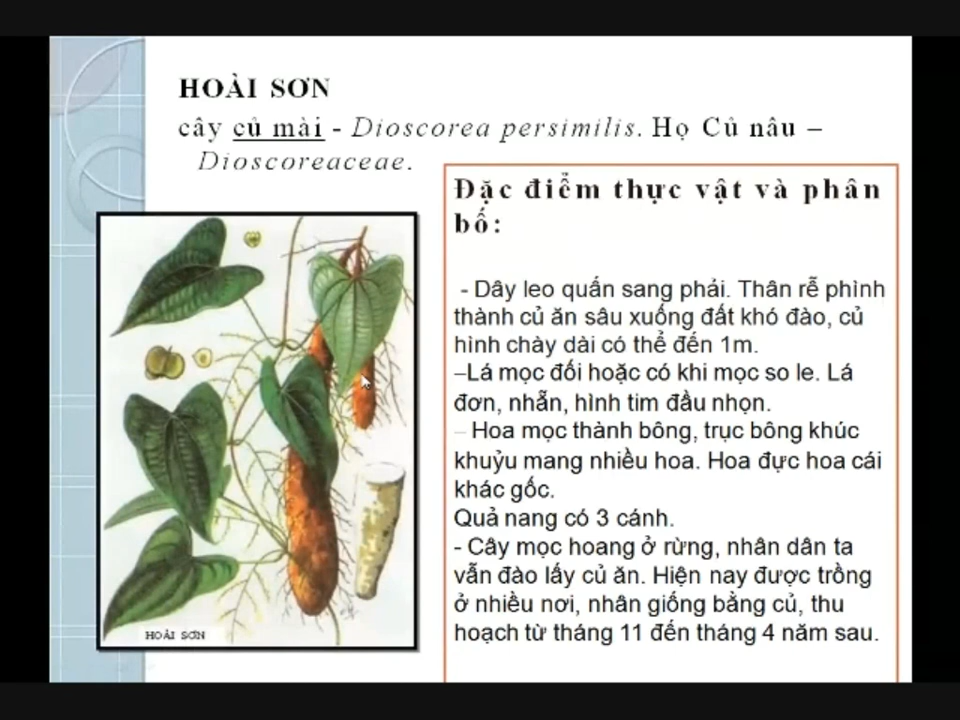 HOÀI SƠN
cây củ mài - Dioscorea persimilis. Họ Củ nâu –
Dioscoreaceae.
Đặc điểm thực vật và phân
bố:
- Dây leo quấn sang phải. Thân rễ phình
thành củ ăn sâu xuống đất khó đào, củ
hình chày dài có thể đến 1m.
–Lá mọc đối hoặc có khi mọc so le. Lá
đơn, nhẵn, hình tim đầu nhọn.
– Hoa mọc thành bông, trục bông khúc
khuỷu mang nhiều hoa. Hoa đực hoa cái
khác gốc.
Quả nang có 3 cánh.
- Cây mọc hoang ở rừng, nhân dân ta
vẫn đào lấy củ ăn. Hiện nay được trồng
ở nhiều nơi, nhân giống bằng củ, thu
hoạch từ tháng 11 đến tháng 4 năm sau.
HOÀI SƠN